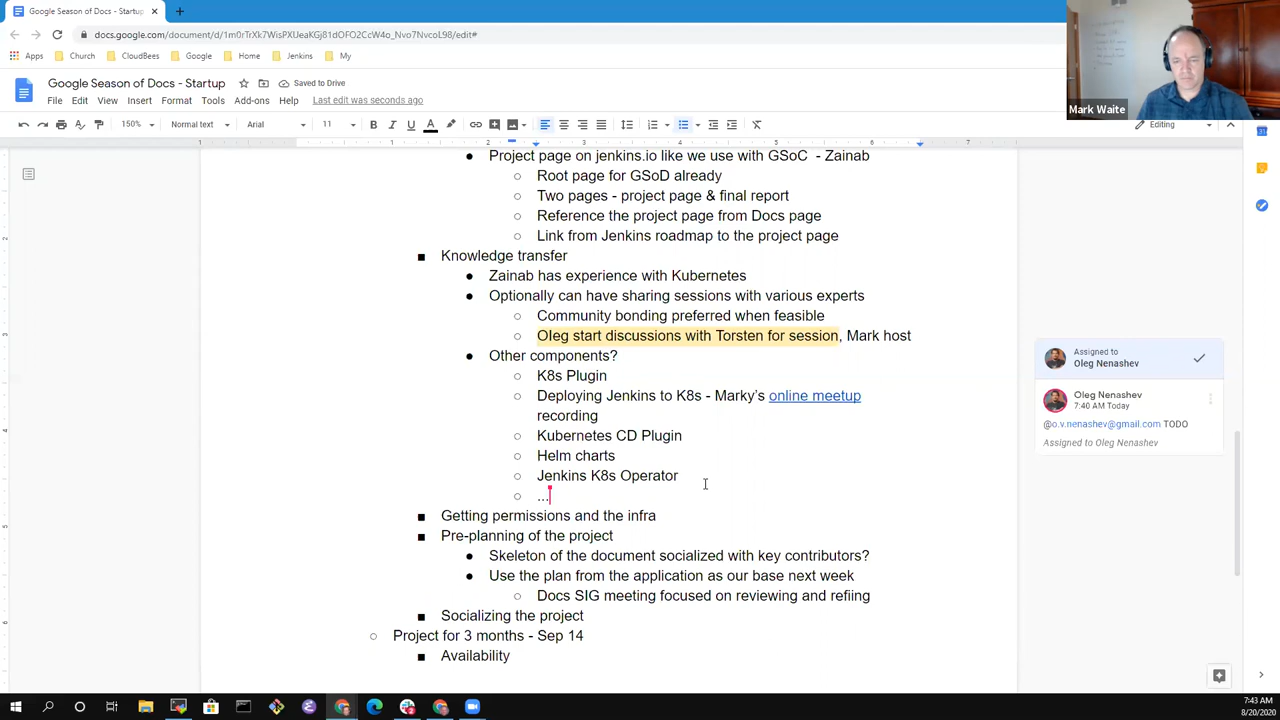 Google Season of Docs - Startup
docs.google.com/document/d/1m0rTrXk7WisPXUeaKGj81dOFO2CcW4o_Nvo7NvcoL98/edit#
Apps Church CloudBees Google Home Jenkins My
Mark Waite
Google Season of Docs - Startup Saved to Drive
File Edit View Insert Format Tools Add-ons Help Last edit was seconds ago
150% Normal text Arial 11 B I U A Editing
1 1 2 3 4 5 6 7
Project page on jenkins.io like we use with GSoC - Zainab
Root page for GSoD already
Two pages - project page & final report
Reference the project page from Docs page
Link from Jenkins roadmap to the project page
Knowledge transfer
Zainab has experience with Kubernetes
Optionally can have sharing sessions with various experts
Community bonding preferred when feasible
Oleg start discussions with Torsten for session, Mark host
Other components?
K8s Plugin
Deploying Jenkins to K8s - Marky's online meetup
recording
Kubernetes CD Plugin
Helm charts
Jenkins K8s Operator
...
Getting permissions and the infra
Pre-planning of the project
Skeleton of the document socialized with key contributors?
Use the plan from the application as our base next week
Docs SIG meeting focused on reviewing and refiing
Socializing the project
Project for 3 months - Sep 14
Availability
Assigned to
Oleg Nenashev
Oleg Nenashev
7:40 AM Today
@o.v.nenashev@gmail.com TODO
Assigned to Oleg Nenashev
7:43 AM
8/20/2020